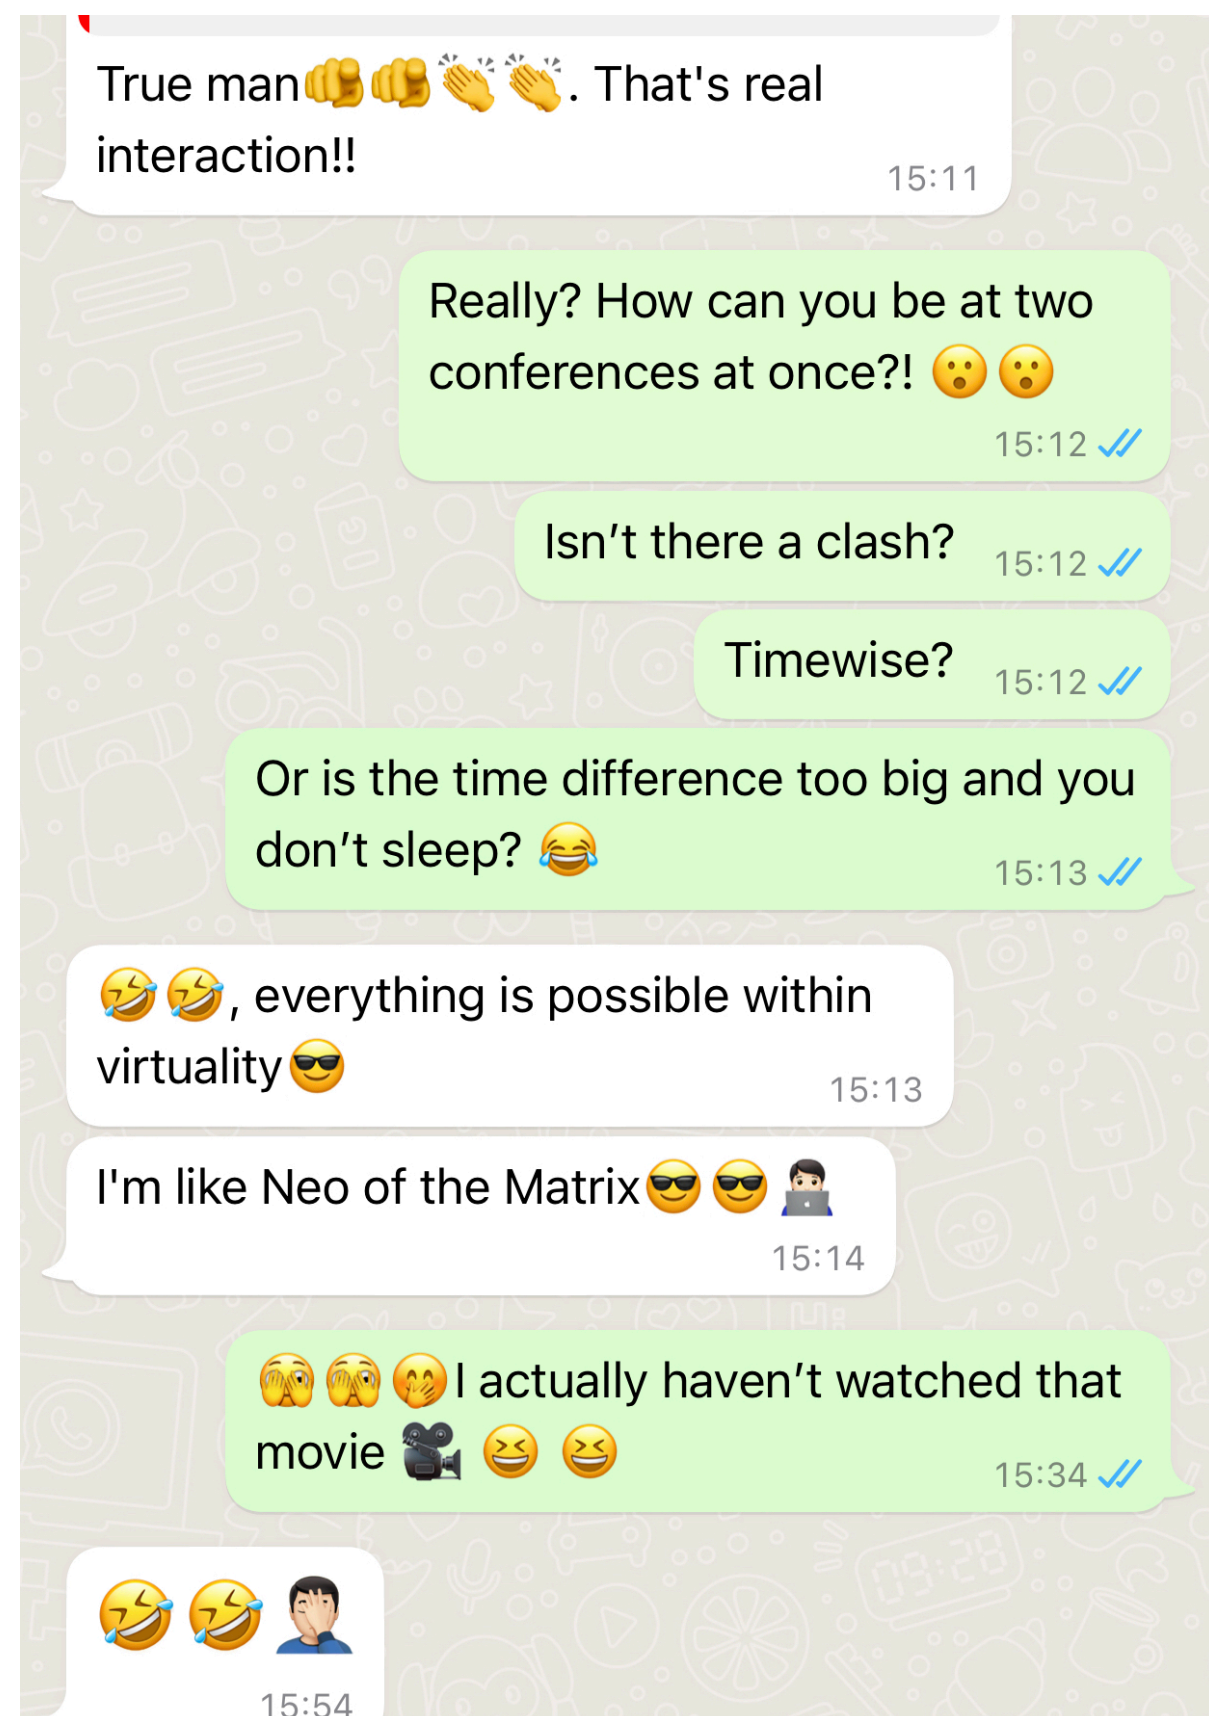 True man🫵🫵👏👏. That's real
interaction!!
15:11
Really? How can you be at two
conferences at once?! 😮😮
15:12
Isn’t there a clash? 15:12
Timewise? 15:12
Or is the time difference too big and you
don’t sleep? 😂
15:13
🤣🤣, everything is possible within
virtuality😎
15:13
I'm like Neo of the Matrix😎😎🧑🏻‍💻
15:14
🫣🫣🤭I actually haven’t watched that
movie 🎥 😆 😆
15:34
🤣🤣🤦🏻‍♂️
15:54